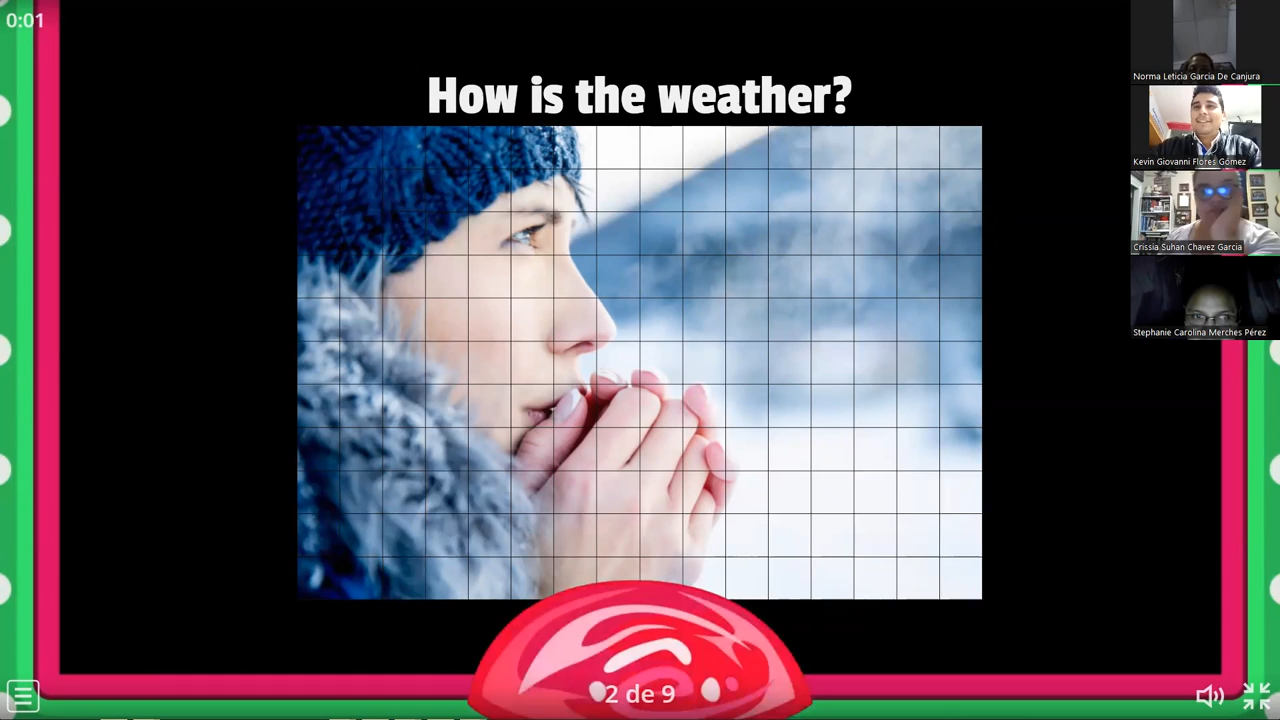 0:01
How is the weather?
Norma Leticia Garcia De Canjura
Kevin Giovanni Flores Gómez
Crissia Suhan Chavez Garcia
Stephanie Carolina Merches Pérez
2 de 9